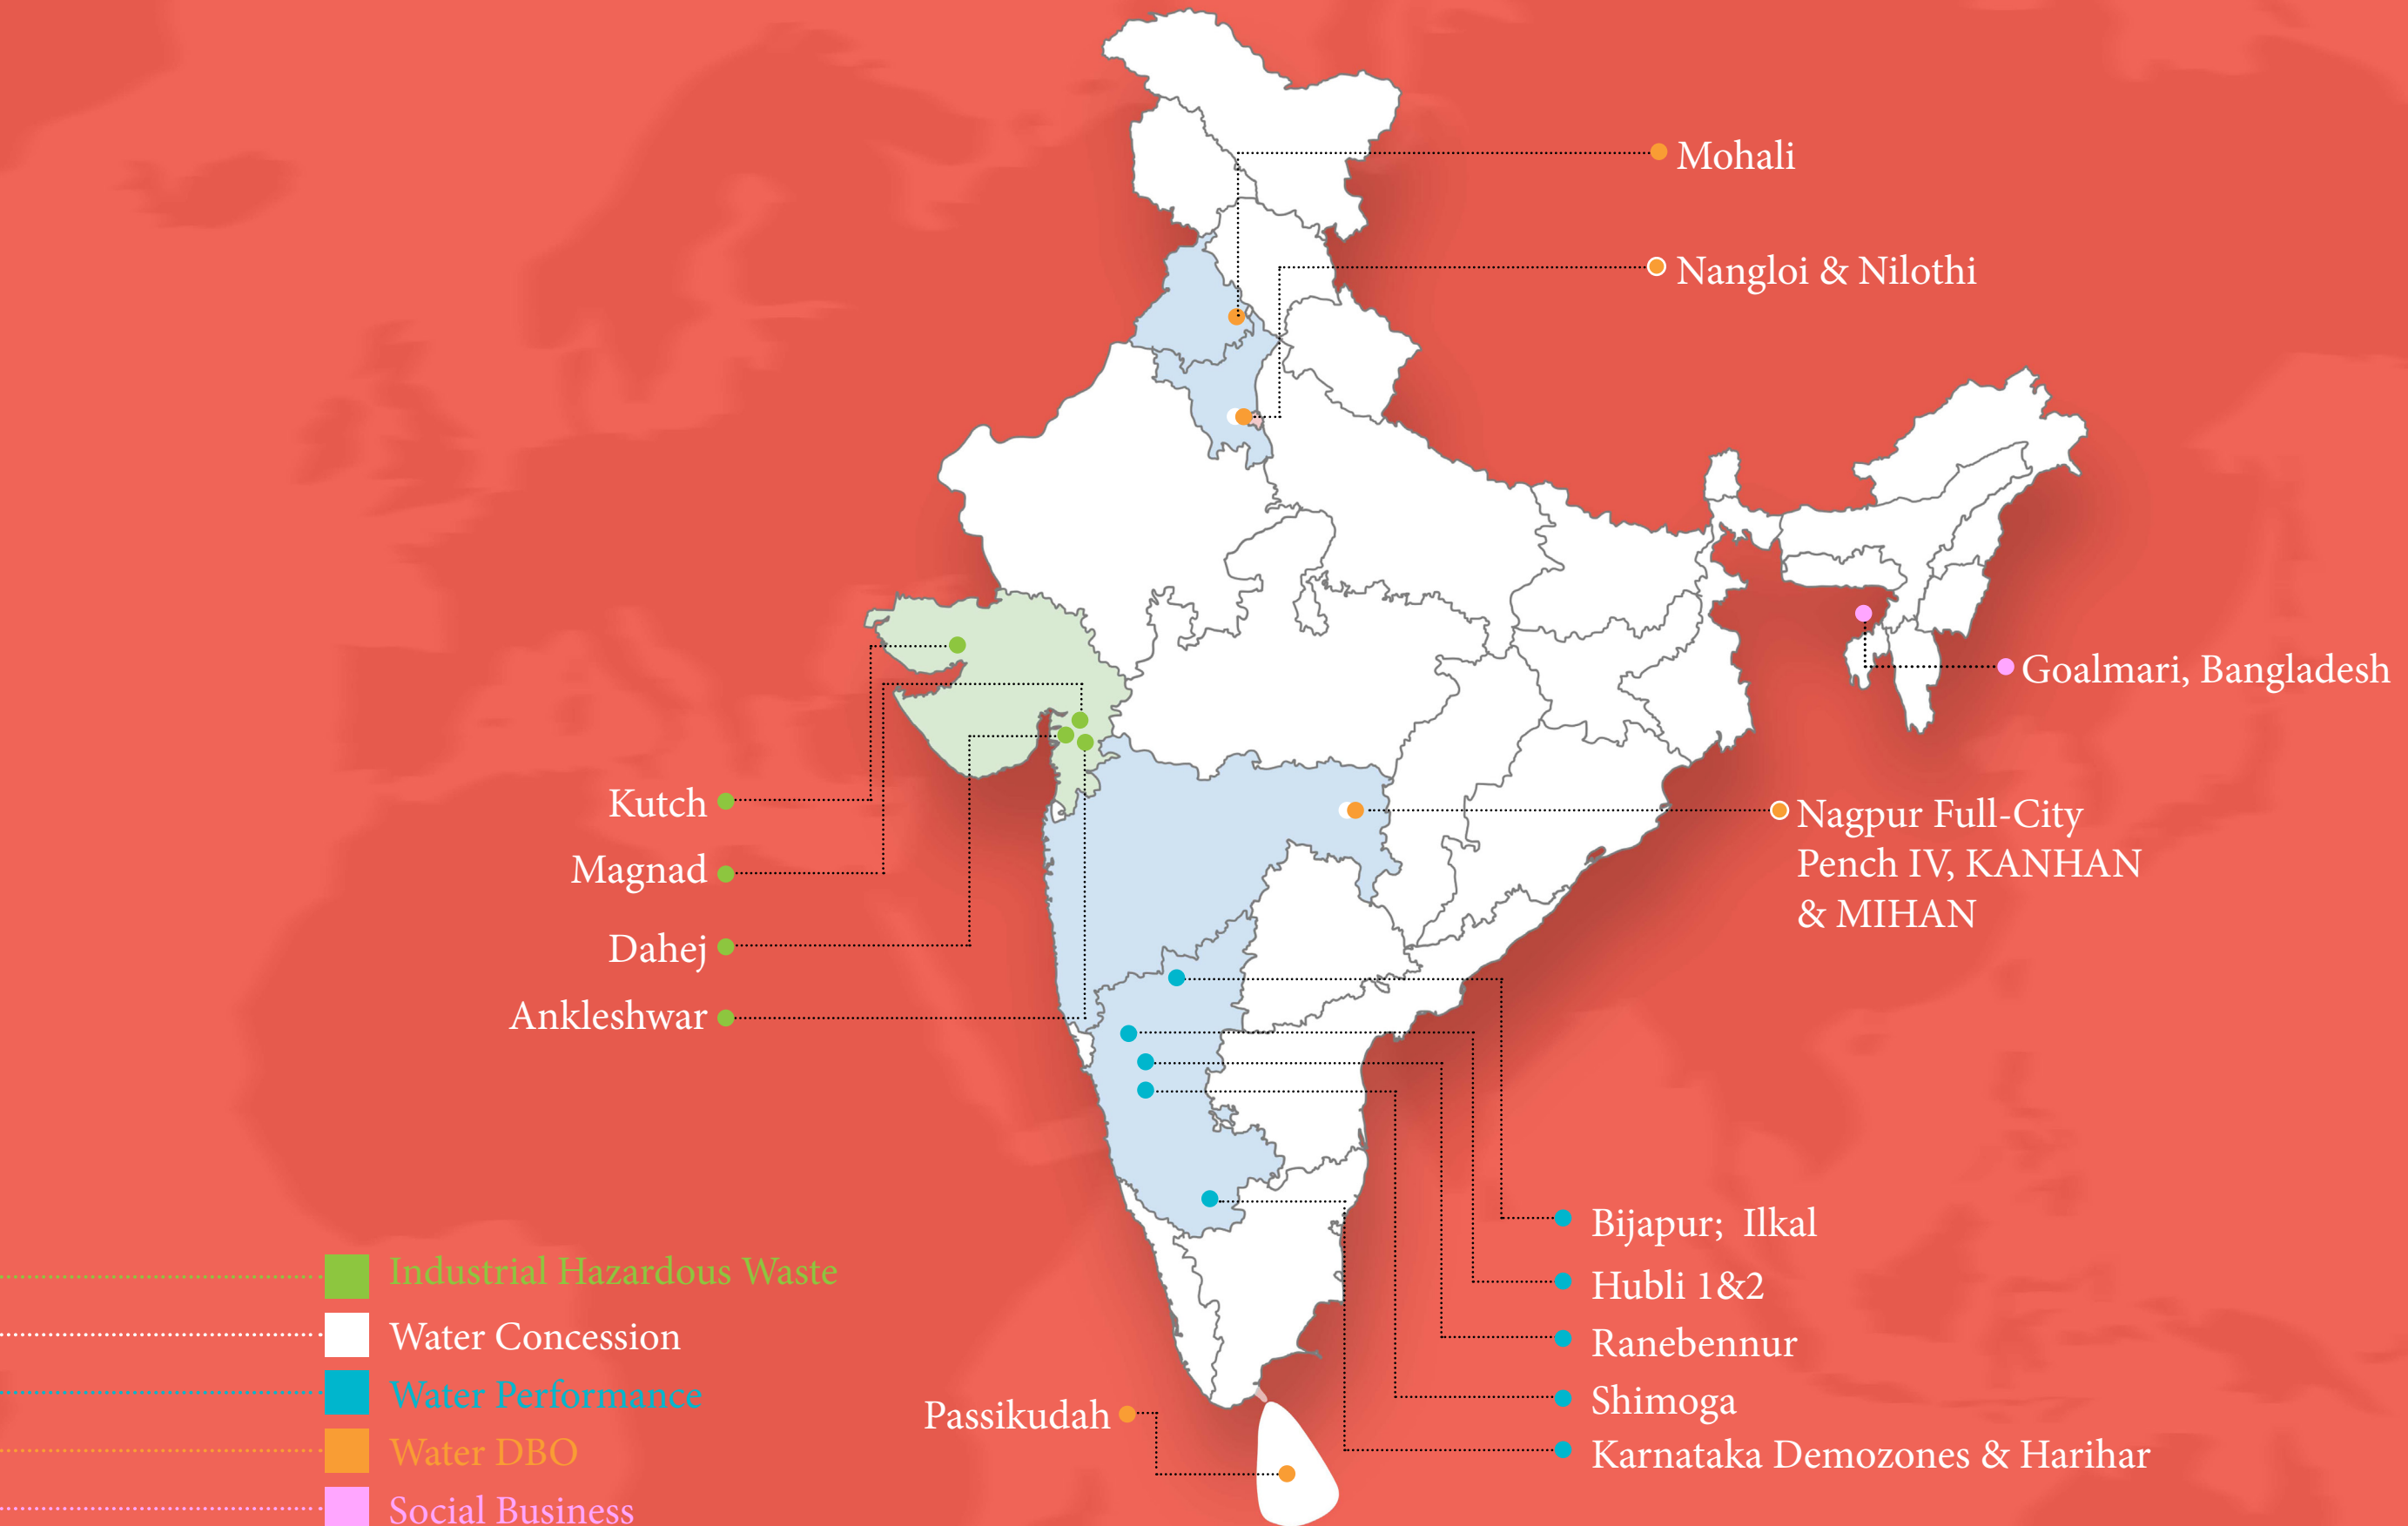 Mohali
Nangloi & Nilothi
Goalmari, Bangladesh
Kutch
Magnad
Dahej
Ankleshwar
Nagpur Full-City
Pench IV, KANHAN
& MIHAN
Bijapur;  Ilkal
Hubli 1&2
Ranebennur
Shimoga
Karnataka Demozones & Harihar
Passikudah
Industrial Hazardous Waste
Water Concession
Water Performance
Water DBO
Social Business